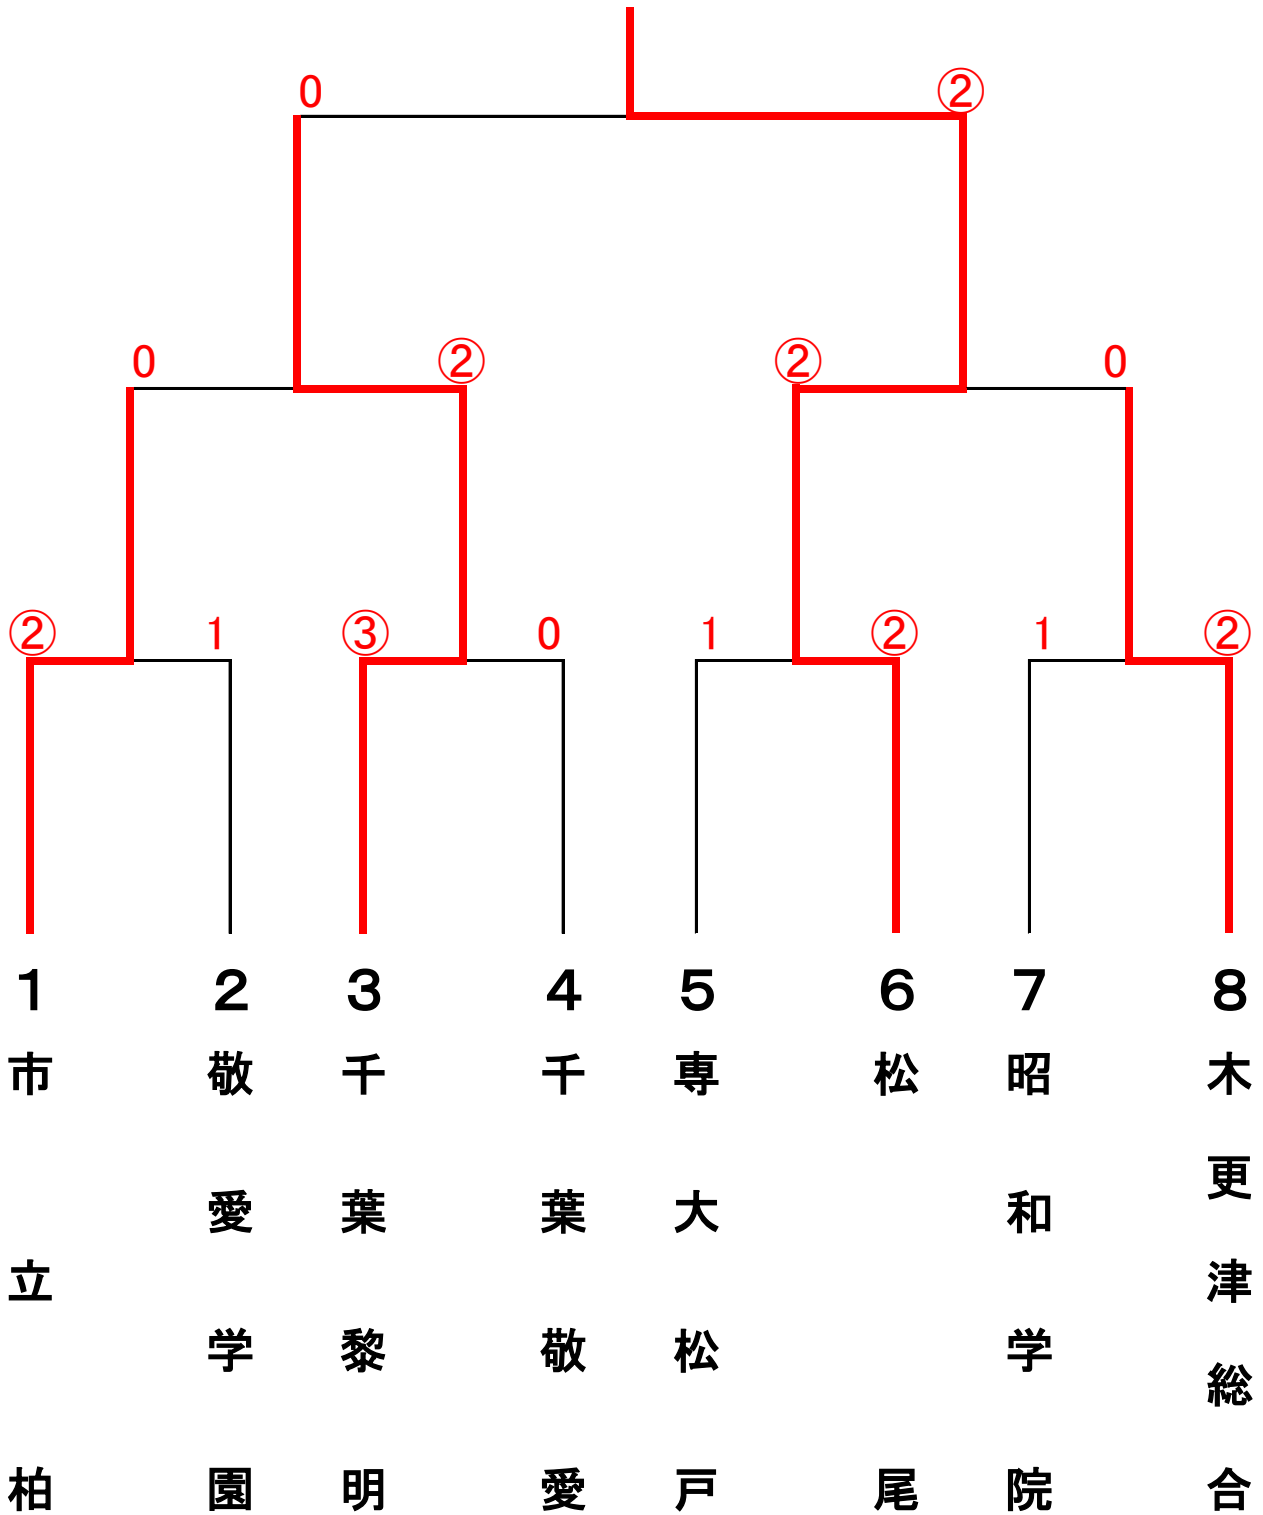 0 ②
0 ② ② 0
② 1 ③ 0 1 ② 1 ②
1 2 3 4 5 6 7 8
市立柏
敬愛学園
千葉黎明
千葉敬愛
専大松戸
松尾
昭和学院
木更津総合